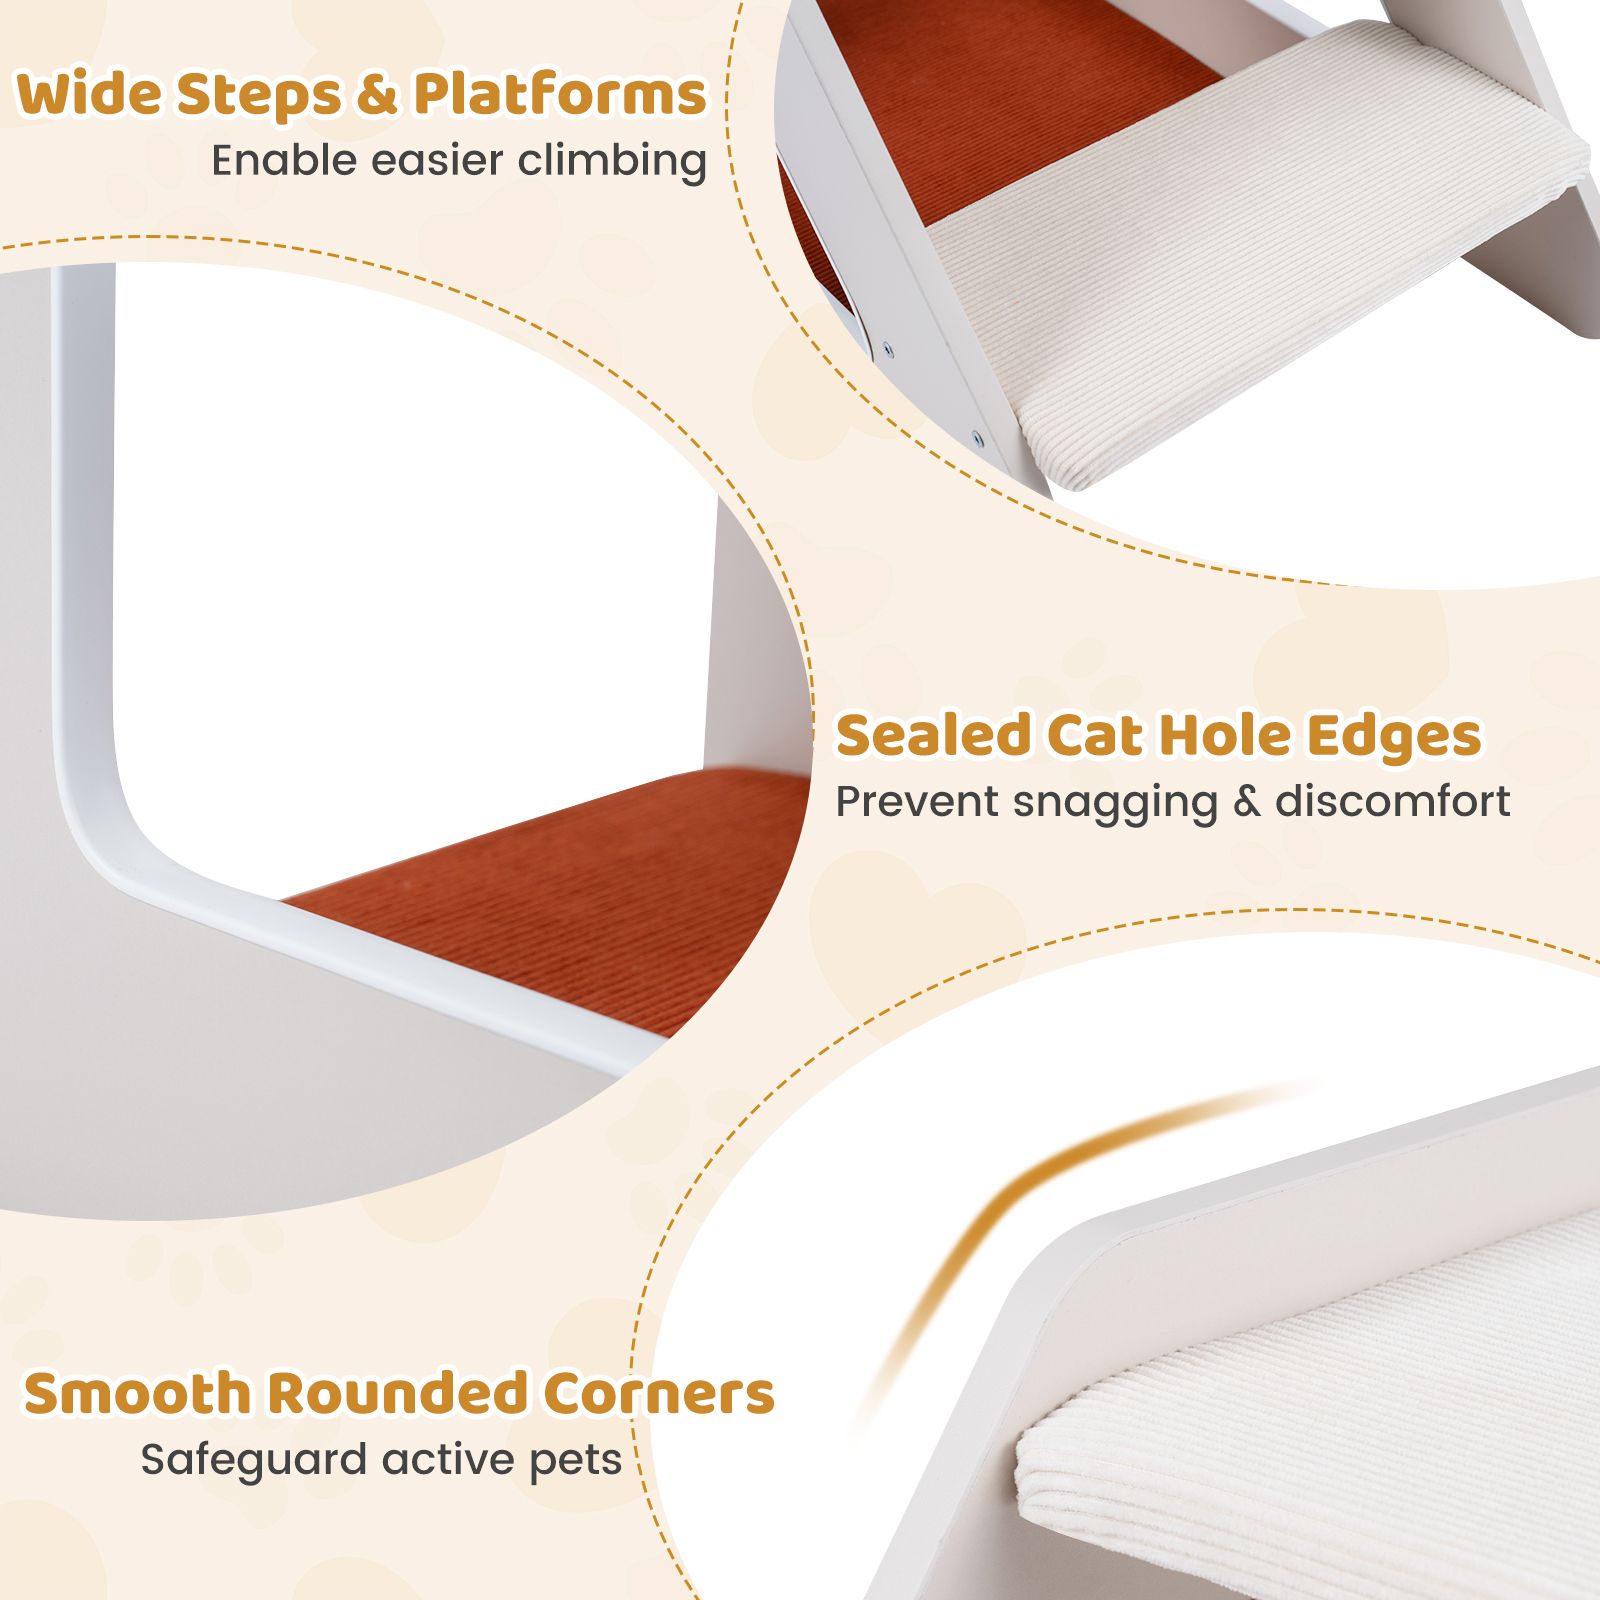 Wide Steps & Platforms
Enable easier climbing
Sealed Cat Hole Edges
Prevent snagging & discomfort
Smooth Rounded Corners
Safeguard active pets